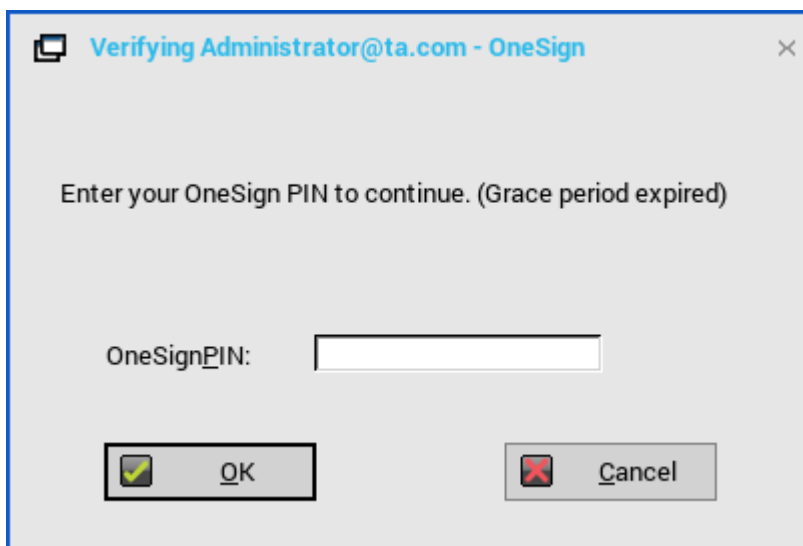 Verifying Administrator@ta.com - OneSign
Enter your OneSign PIN to continue. (Grace period expired)
OneSignPIN:
OK
Cancel